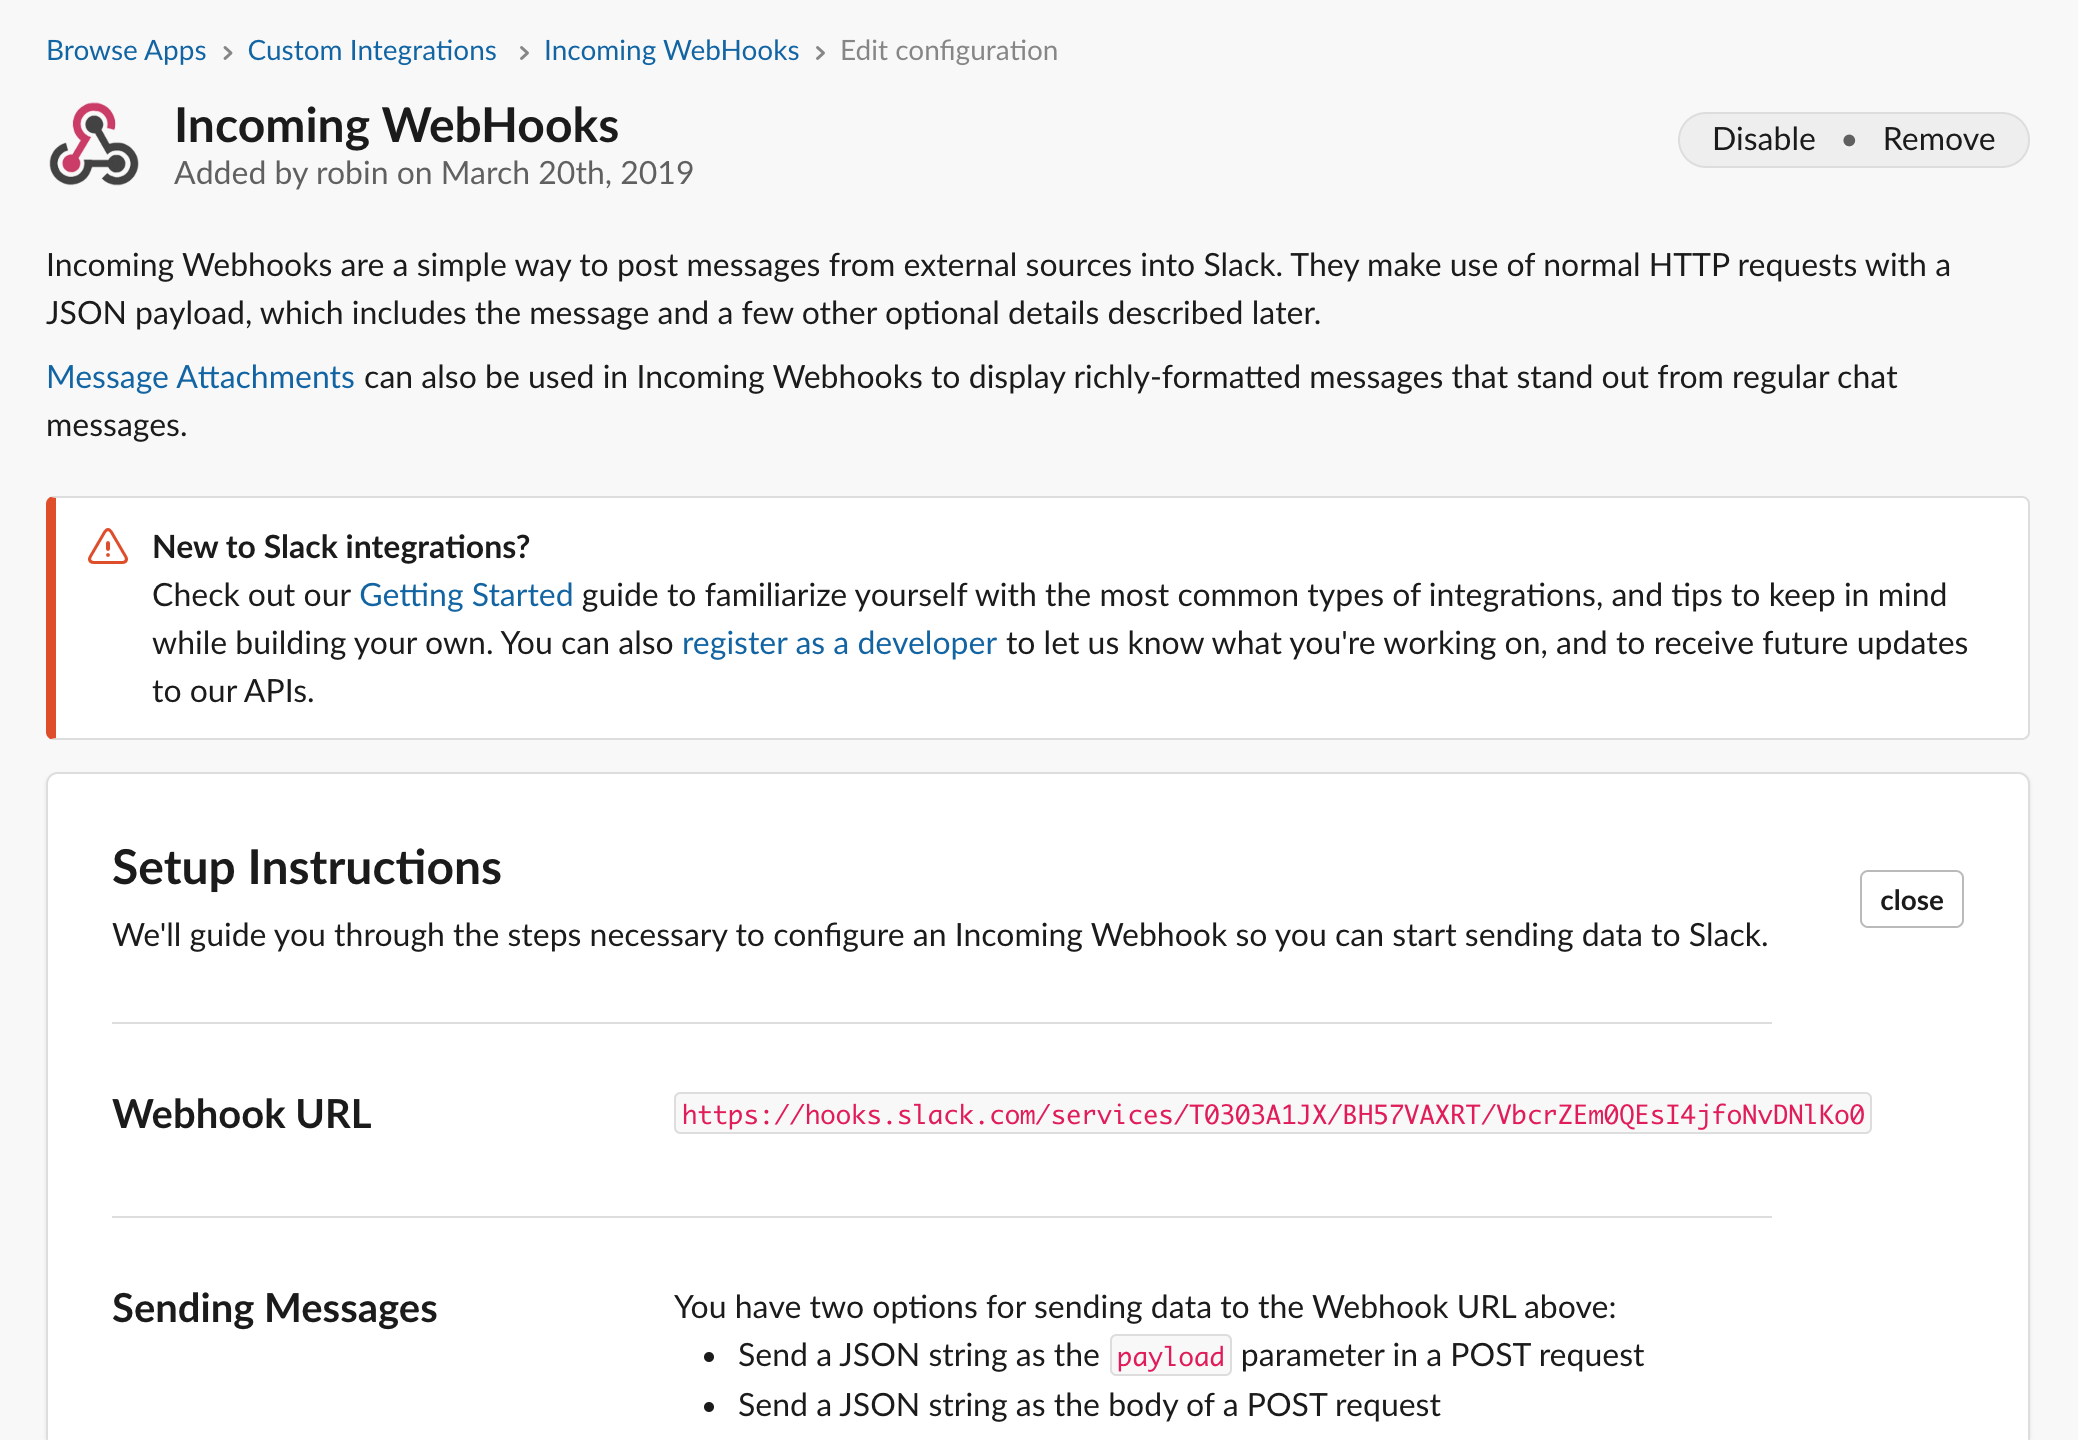 Browse Apps › Custom Integrations › Incoming WebHooks › Edit configuration
Incoming WebHooks
Added by robin on March 20th, 2019
Disable • Remove
Incoming Webhooks are a simple way to post messages from external sources into Slack. They make use of normal HTTP requests with a
JSON payload, which includes the message and a few other optional details described later.
Message Attachments can also be used in Incoming Webhooks to display richly-formatted messages that stand out from regular chat
messages.
New to Slack integrations?
Check out our Getting Started guide to familiarize yourself with the most common types of integrations, and tips to keep in mind
while building your own. You can also register as a developer to let us know what you're working on, and to receive future updates
to our APIs.
Setup Instructions
close
We'll guide you through the steps necessary to configure an Incoming Webhook so you can start sending data to Slack.
Webhook URL
https://hooks.slack.com/services/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
Sending Messages
You have two options for sending data to the Webhook URL above:
• Send a JSON string as the payload parameter in a POST request
• Send a JSON string as the body of a POST request